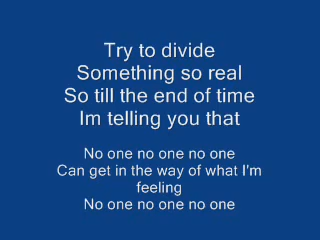 Try to divide
Something so real
So till the end of time
Im telling you that
No one no one no one
Can get in the way of what I'm
feeling
No one no one no one